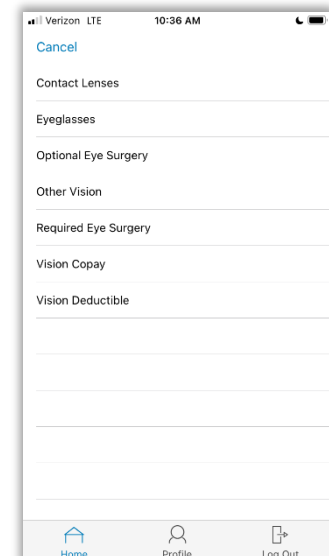 Verizon LTE 10:36 AM
Cancel
Contact Lenses
Eyeglasses
Optional Eye Surgery
Other Vision
Required Eye Surgery
Vision Copay
Vision Deductible
Home Profile Log Out